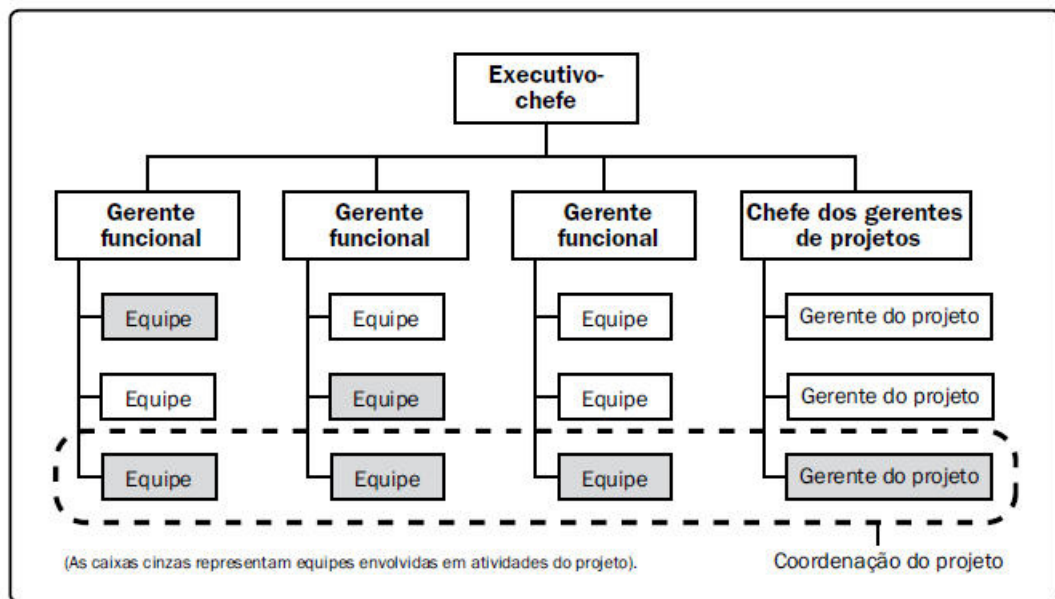 Executivo-
chefe
Gerente
funcional
Gerente
funcional
Gerente
funcional
Chefe dos gerentes
de projetos
Equipe
Equipe
Equipe
Gerente do projeto
Equipe
Equipe
Equipe
Gerente do projeto
Equipe
Equipe
Equipe
Gerente do projeto
(As caixas cinzas representam equipes envolvidas em atividades do projeto).
Coordenação do projeto